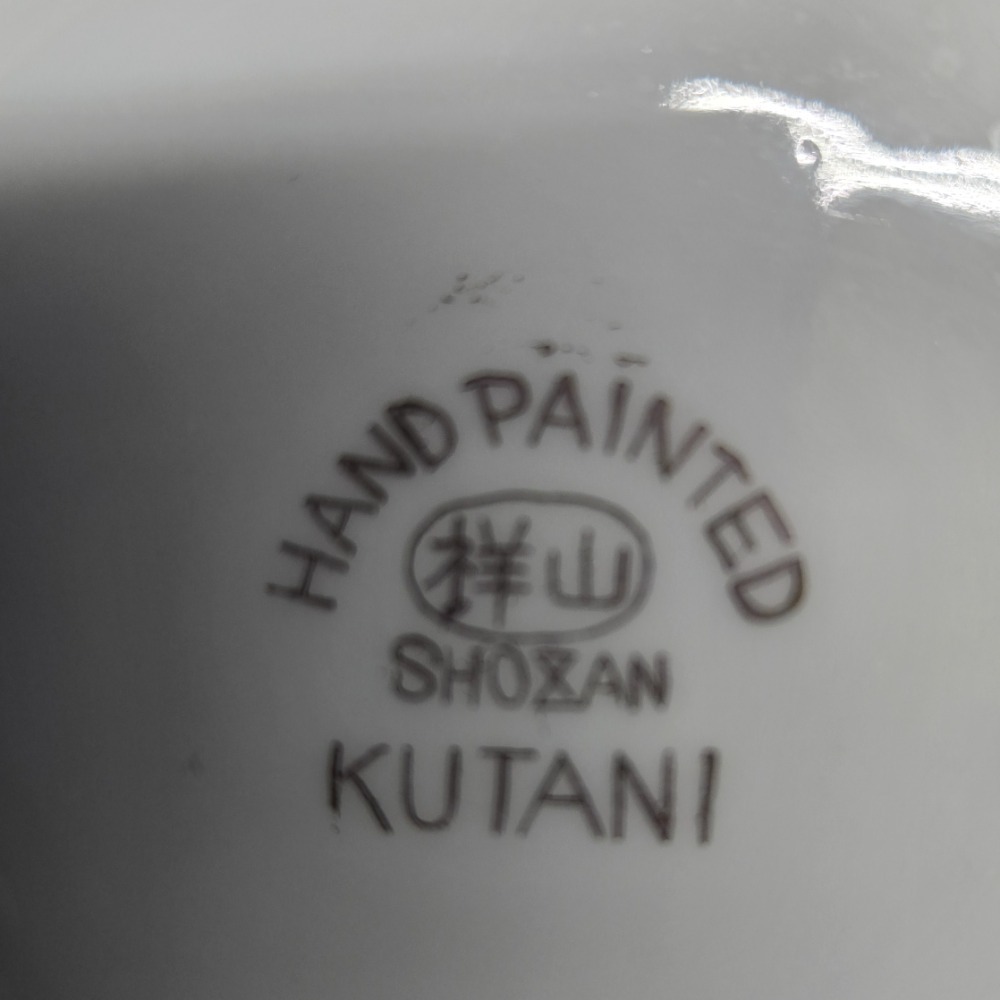 HAND PAINTED
祥山
SHOZAN
KUTANI